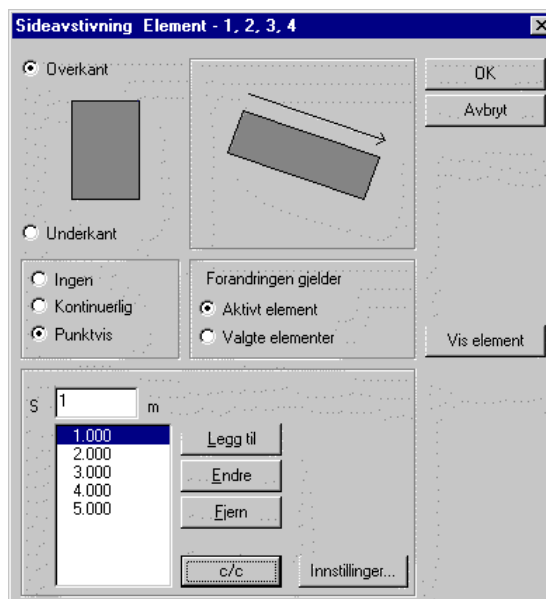 Sideavstivning Element - 1, 2, 3, 4
Overkant
OK
Avbryt
Underkant
Ingen
Kontinuerlig
Punktvis
Forandringen gjelder
Aktivt element
Valgte elementer
Vis element
S 1 m
1.000
2.000
3.000
4.000
5.000
Legg til
Endre
Fjern
c/c
Innstillinger...